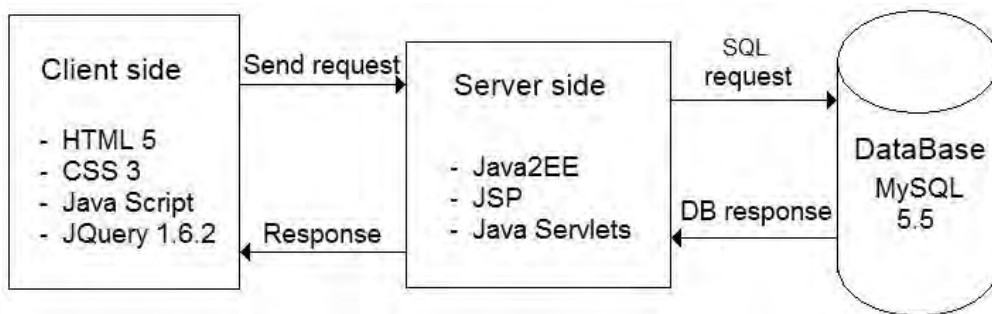 Client side
- HTML 5
- CSS 3
- Java Script
- JQuery 1.6.2
Send request
Response
Server side
- Java2EE
- JSP
- Java Servlets
SQL
request
DB response
DataBase
MySQL
5.5